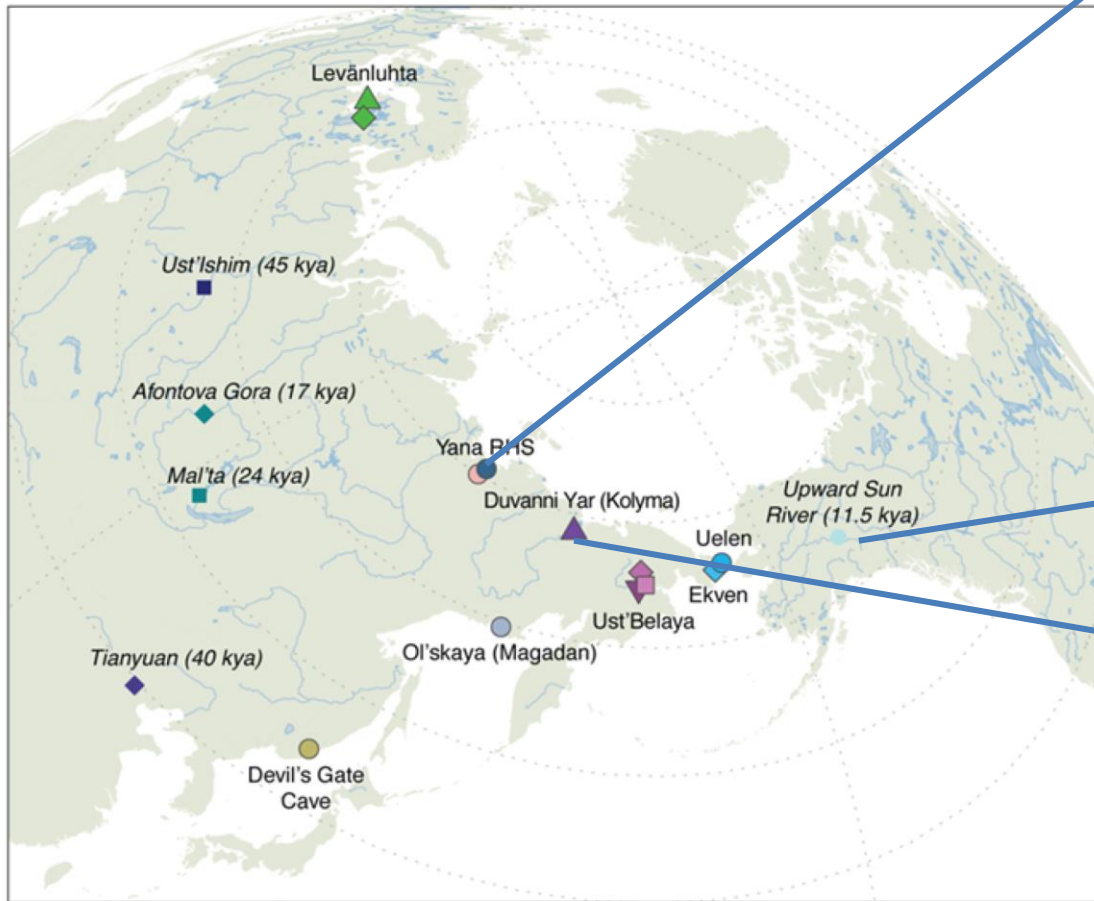 Levänluhta
Ust'Ishim (45 kya)
Afontova Gora (17 kya)
Mal'ta (24 kya)
Yana RHS
Duvanni Yar (Kolyma)
Upward Sun
River (11.5 kya)
Uelen
Ekven
Ust'Belaya
Ol'skaya (Magadan)
Tianyuan (40 kya)
Devil's Gate
Cave